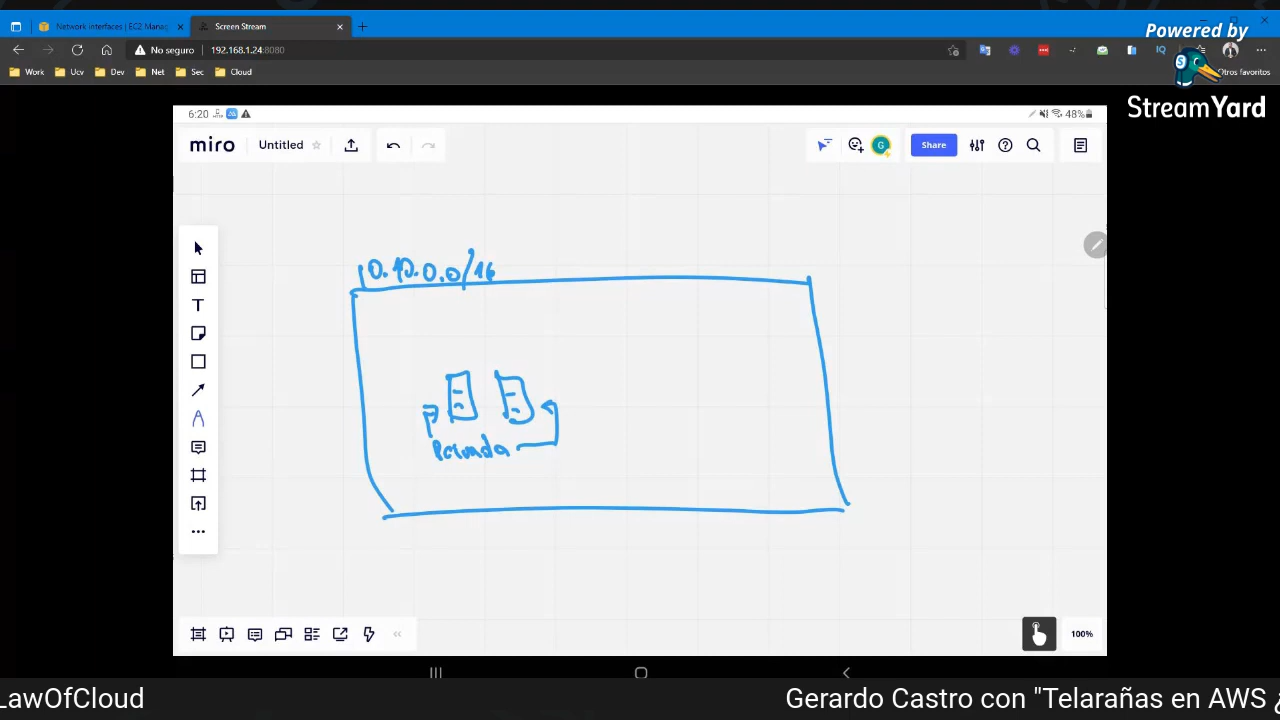 Network interfaces | EC2 Manag
Screen Stream
Powered by
No seguro
192.168.1.24:8080
Work
Ucv
Dev
Net
Sec
Cloud
Otros favoritos
StreamYard
6:20
48%
miro
Untitled
G
Share
10.10.0.0/16
Privada
100%
LawOfCloud
Gerardo Castro con "Telarañas en AWS ¿